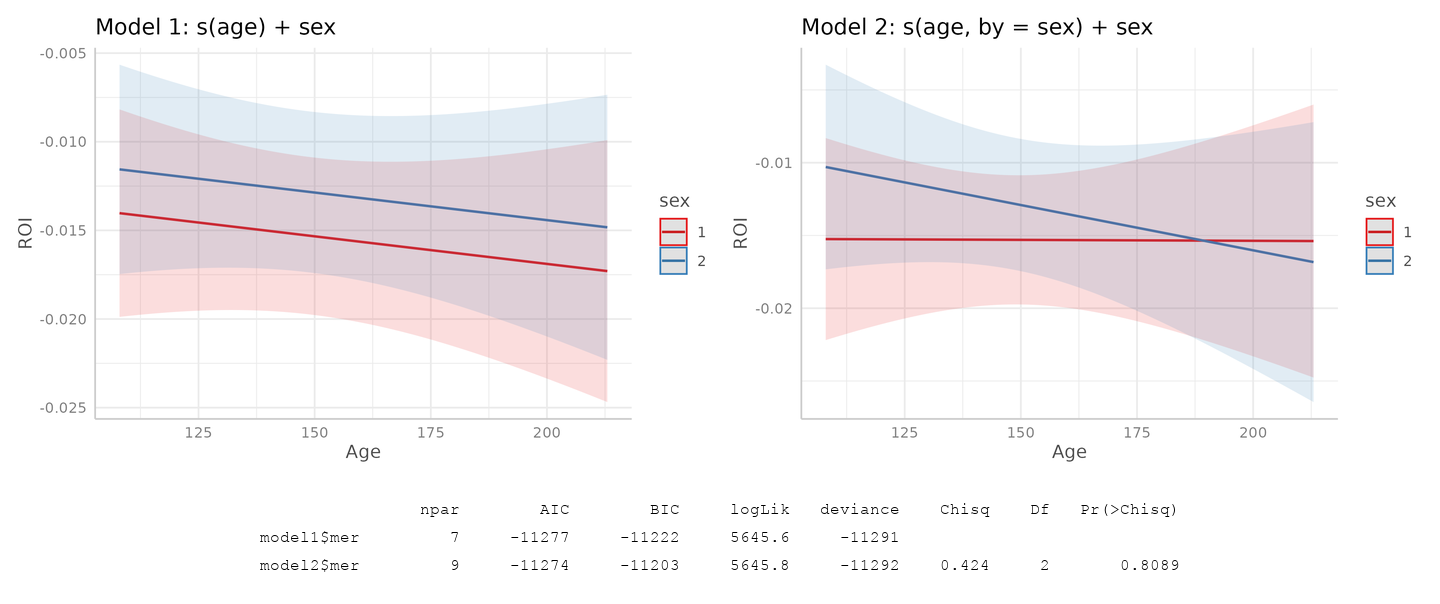 Model 1: s(age) + sex
-0.005
-0.010
-0.015
-0.020
-0.025
ROI
125 150 175 200
Age
sex
1
2
Model 2: s(age, by = sex) + sex
-0.01
-0.02
ROI
125 150 175 200
Age
sex
1
2
npar AIC BIC logLik deviance Chisq Df Pr(>Chisq)
model1$mer 7 -11277 -11222 5645.6 -11291
model2$mer 9 -11274 -11203 5645.8 -11292 0.424 2 0.8089